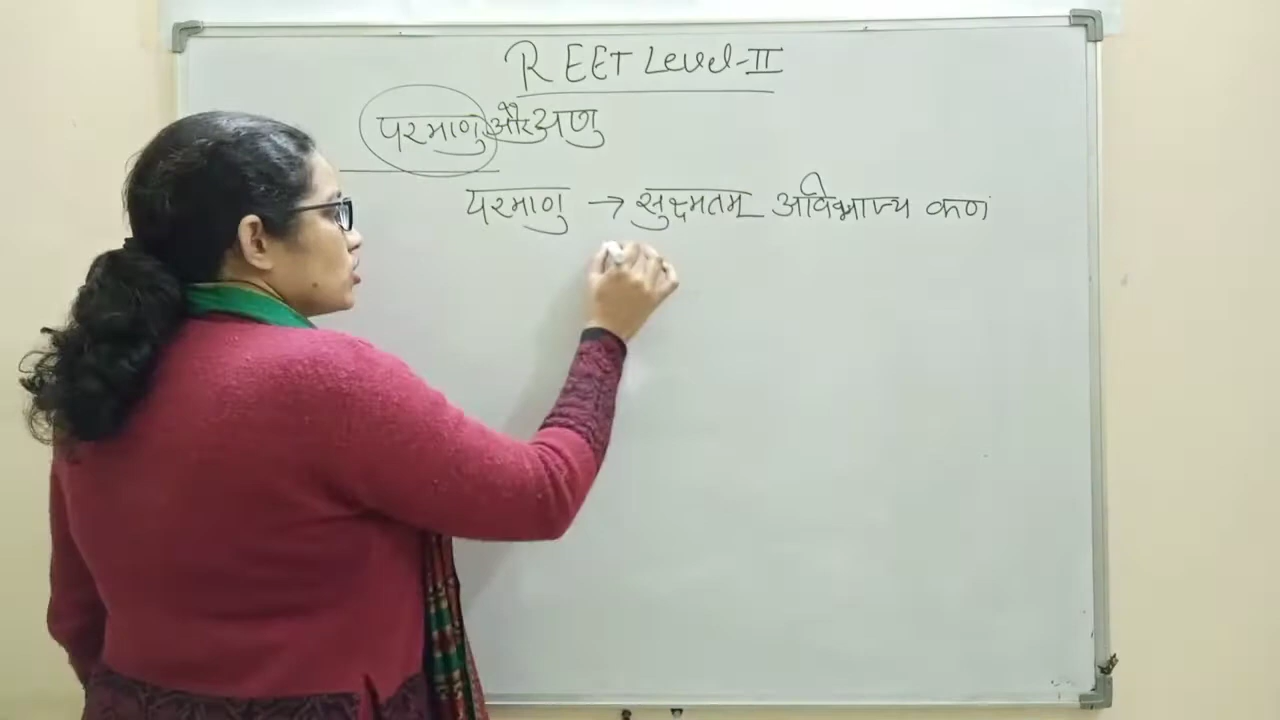 REET Level-II
परमाणु और अणु
परमाणु → सुक्ष्मतम अविभाज्य कण